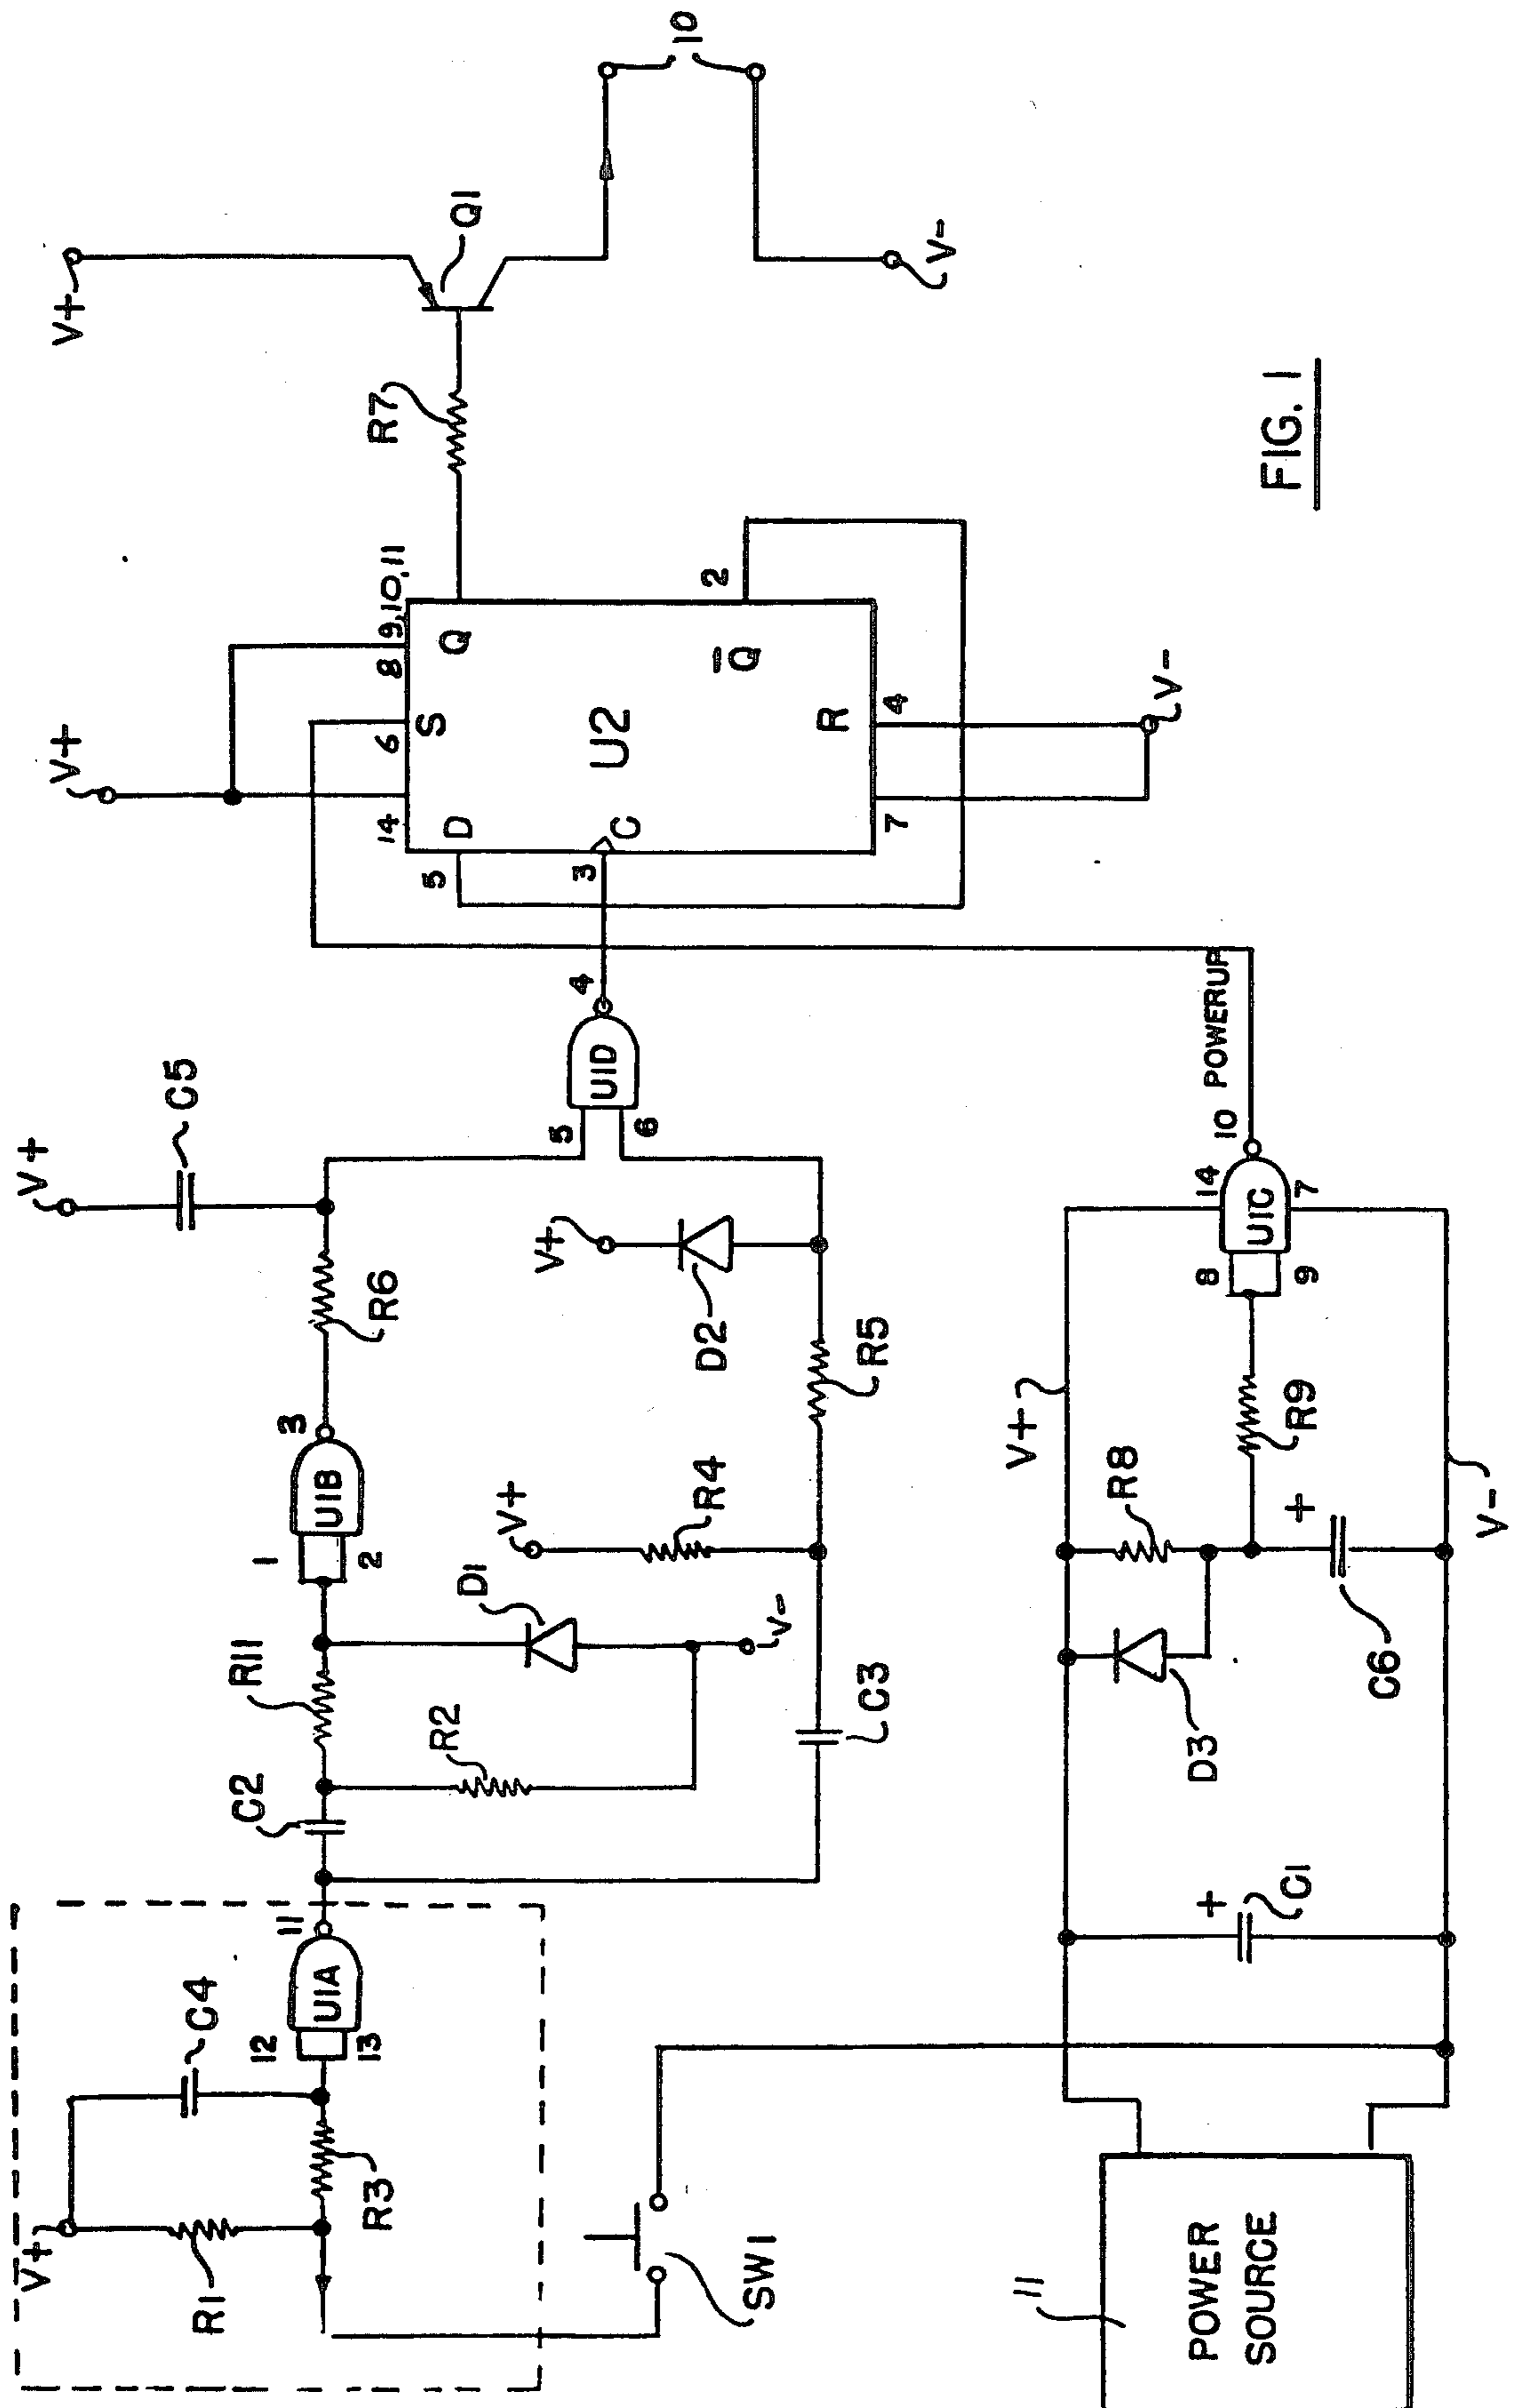 V+
R1
R3
C4
12
13
U1A
11
C2
R11
R2
D1
V-
1
2
U1B
3
R6
V+
C5
V+
R4
C3
R5
D2
V+
5
6
U1D
4
SW1
V+
14
6
8
9,10,11
5
D
S
Q
3
C
U2
Q̅
2
R
7
4
V-
R7
Q1
V+
10
V-
11
POWER
SOURCE
+
C1
D3
R8
V+
+
C6
R9
V-
8
9
U1C
14
7
10 POWERUP
FIG. 1